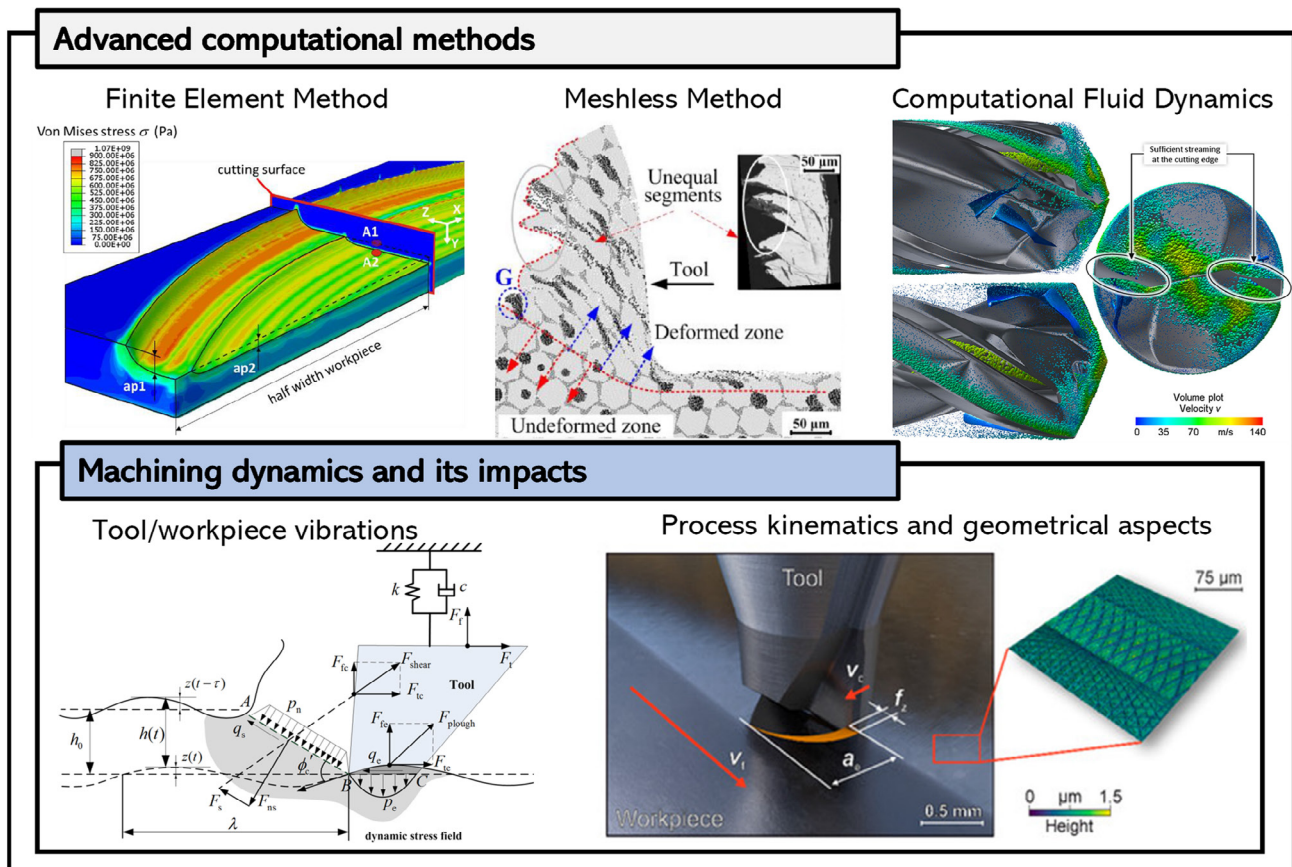 Advanced computational methods
Finite Element Method
Von Mises stress σ (Pa)
1.07E+09
900.00E+06
825.00E+06
750.00E+06
675.00E+06
600.00E+06
525.00E+06
450.00E+06
375.00E+06
300.00E+06
225.00E+06
150.00E+06
75.00E+06
0.00E+00
cutting surface
Z
X
Y
A1
A2
ap1
ap2
half width workpiece
Meshless Method
50 μm
Unequal
segments
Tool
G
Deformed zone
Undeformed zone
50 μm
Computational Fluid Dynamics
Sufficient streaming
at the cutting edge
Volume plot
Velocity v
0 35 70 m/s 140
Machining dynamics and its impacts
Tool/workpiece vibrations
k
c
F_r
F_t
F_fc
F_shear
F_tc
Tool
z(t−τ)
A
p_n
F_fe
F_plough
h_0
h(t)
q_s
q_e
F_te
z(t)
ϕ_c
B
C
p_e
F_s
F_ns
λ
dynamic stress field
Process kinematics and geometrical aspects
Tool
v_c
f_z
v_f
a_e
0.5 mm
Workpiece
75 μm
0 μm 1.5
Height